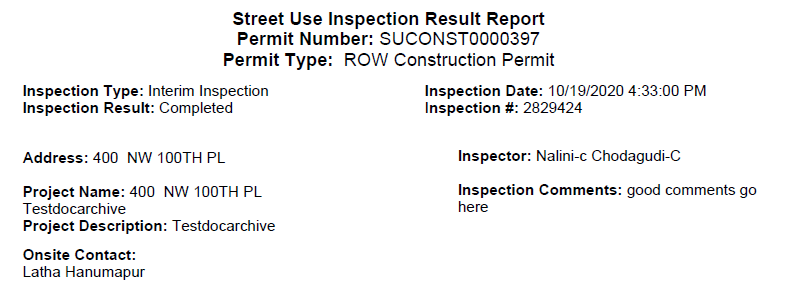 Street Use Inspection Result Report
Permit Number: SUCONST0000397
Permit Type: ROW Construction Permit
Inspection Type: Interim Inspection
Inspection Result: Completed
Inspection Date: 10/19/2020 4:33:00 PM
Inspection #: 2829424
Address: 400 NW 100TH PL
Inspector: Nalini-c Chodagudi-C
Project Name: 400 NW 100TH PL
Testdocarchive
Project Description: Testdocarchive
Inspection Comments: good comments go
here
Onsite Contact:
Latha Hanumapur